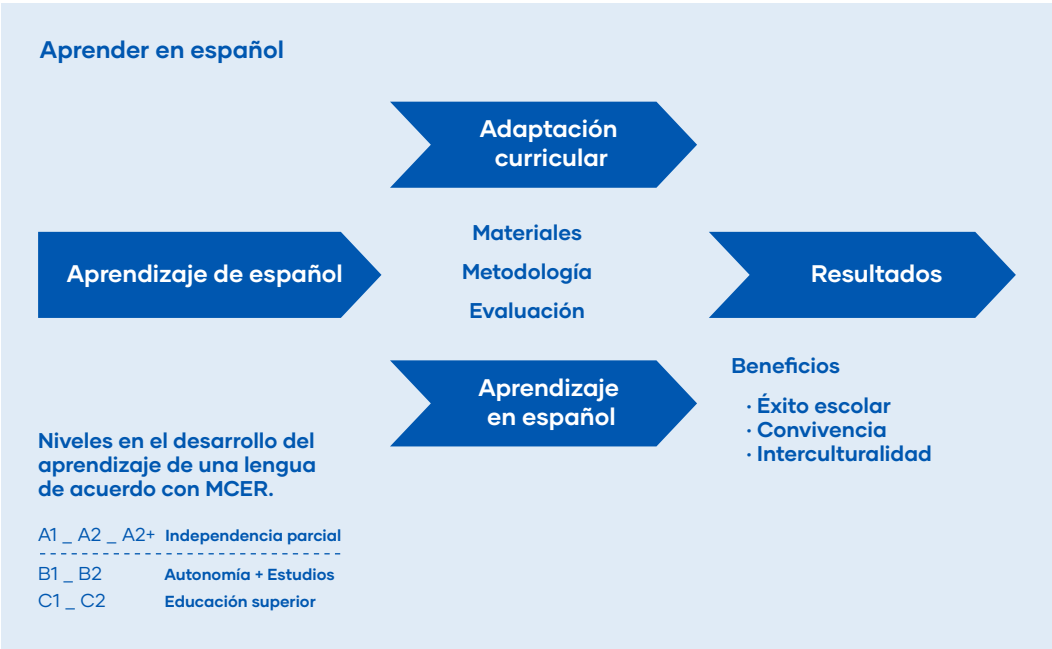 Aprender en español
Adaptación
curricular
Materiales
Metodología
Evaluación
Aprendizaje de español
Resultados
Aprendizaje
en español
Beneficios
· Éxito escolar
· Convivencia
· Interculturalidad
Niveles en el desarrollo del
aprendizaje de una lengua
de acuerdo con MCER.
A1 _ A2 _ A2+ Independencia parcial
B1 _ B2 Autonomía + Estudios
C1 _ C2 Educación superior